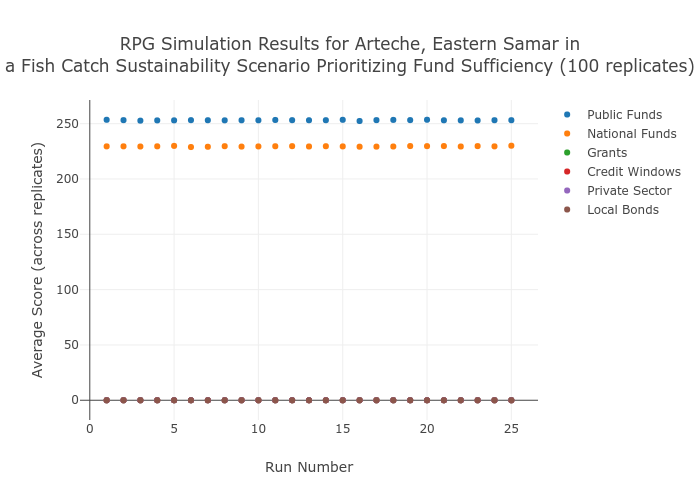 RPG Simulation Results for Arteche, Eastern Samar in
a Fish Catch Sustainability Scenario Prioritizing Fund Sufficiency (100 replicates)
Average Score (across replicates)
250
200
150
100
50
0
0 5 10 15 20 25
Run Number
Public Funds
National Funds
Grants
Credit Windows
Private Sector
Local Bonds